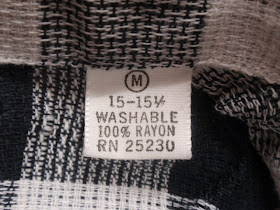 M
15-15½
WASHABLE
100% RAYON
RN 25230